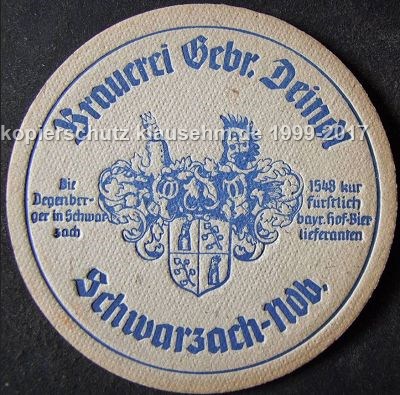 Brauerei Gebr. Deindl
kopierschutz klausehm.de 1999-2017
Die
Degenber-
ger in Schwar
zach
1548 kur
fürstlich
bayr. Hof-Bier
lieferanten
Schwarzach-Ndb.